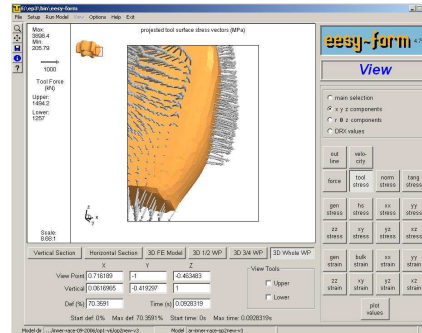 E:\ep3\bin\eesy-form
File Setup Run Model View Options Help Exit
projected tool surface stress vectors (MPa)
Max:
3898.4
Min:
205.79
1000
Tool Force
(kN)
Upper:
1494.2
Lower:
1257
Scale:
8.68:1
eesy-form
View
main selection
x y z components
r θ z components
DRX values
out line
velo-city
force
tool stress
norm stress
tang stress
gen stress
hs stress
xx stress
yy stress
zz stress
xy stress
yz stress
xz stress
gen strain
bulk strain
xx strain
yy strain
zz strain
xy strain
yz strain
xz strain
plot values
Vertical Section Horizontal Section 3D FE Model 3D 1/2 WP 3D 3/4 WP 3D Whole WP
X Y Z
View Point 0.716189 -1 -0.463483
Vertical 0.0616965 -0.419297 1
Def (%) 70.3591 Time (s) 0.0928319
View Tools
Upper
Lower
Start def: 0% Max def: 70.3591% Start time: 0s Max time: 0.0928319s